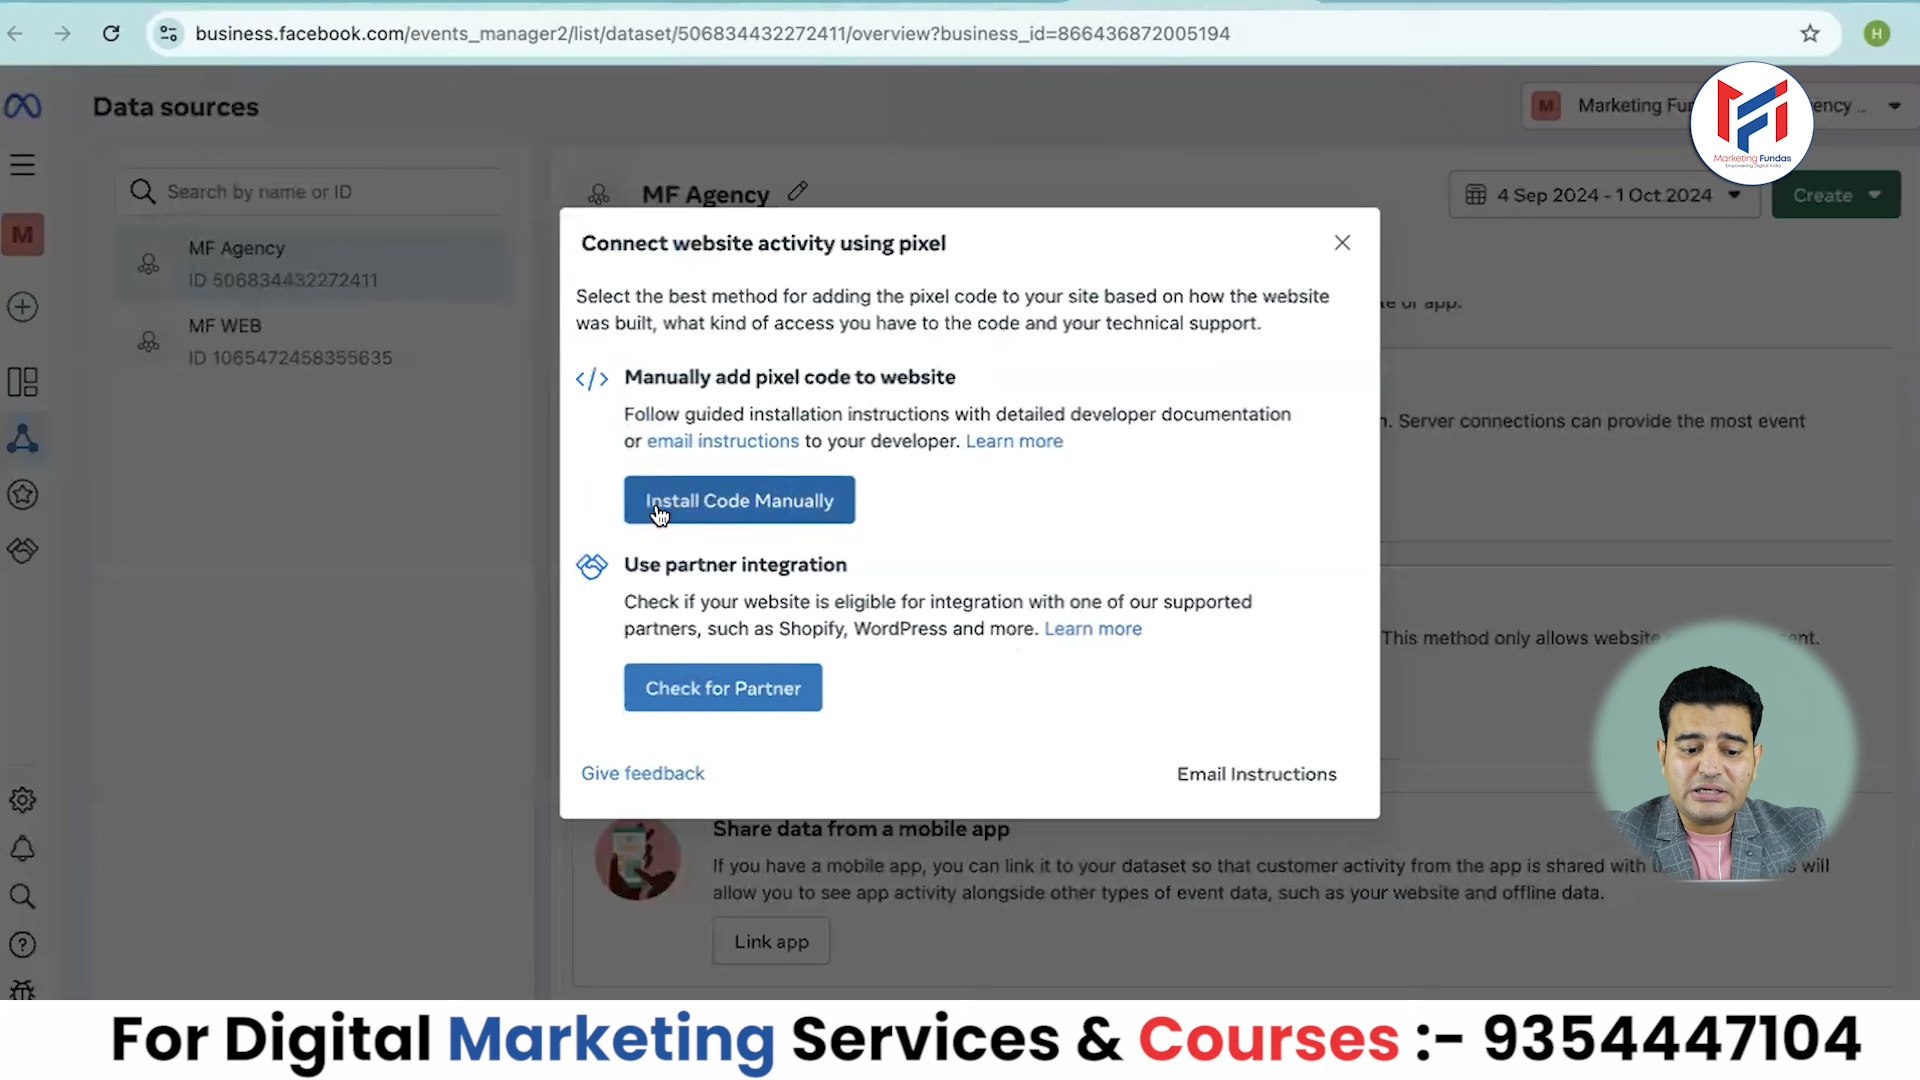 business.facebook.com/events_manager2/list/dataset/506834432272411/overview?business_id=866436872005194
H
Data sources
M
Marketing Fun
ency ...
Marketing Fundas
Empowering Digital India
Search by name or ID
MF Agency
4 Sep 2024 - 1 Oct 2024
Create
M
MF Agency
ID 506834432272411
MF WEB
ID 1065472458355635
Connect website activity using pixel
Select the best method for adding the pixel code to your site based on how the website
was built, what kind of access you have to the code and your technical support.
te or app.
Manually add pixel code to website
Follow guided installation instructions with detailed developer documentation
or email instructions to your developer. Learn more
n. Server connections can provide the most event
Install Code Manually
Use partner integration
Check if your website is eligible for integration with one of our supported
partners, such as Shopify, WordPress and more. Learn more
This method only allows website
ent.
Check for Partner
Give feedback
Email Instructions
Share data from a mobile app
If you have a mobile app, you can link it to your dataset so that customer activity from the app is shared with
will
allow you to see app activity alongside other types of event data, such as your website and offline data.
Link app
For Digital Marketing Services & Courses :- 9354447104